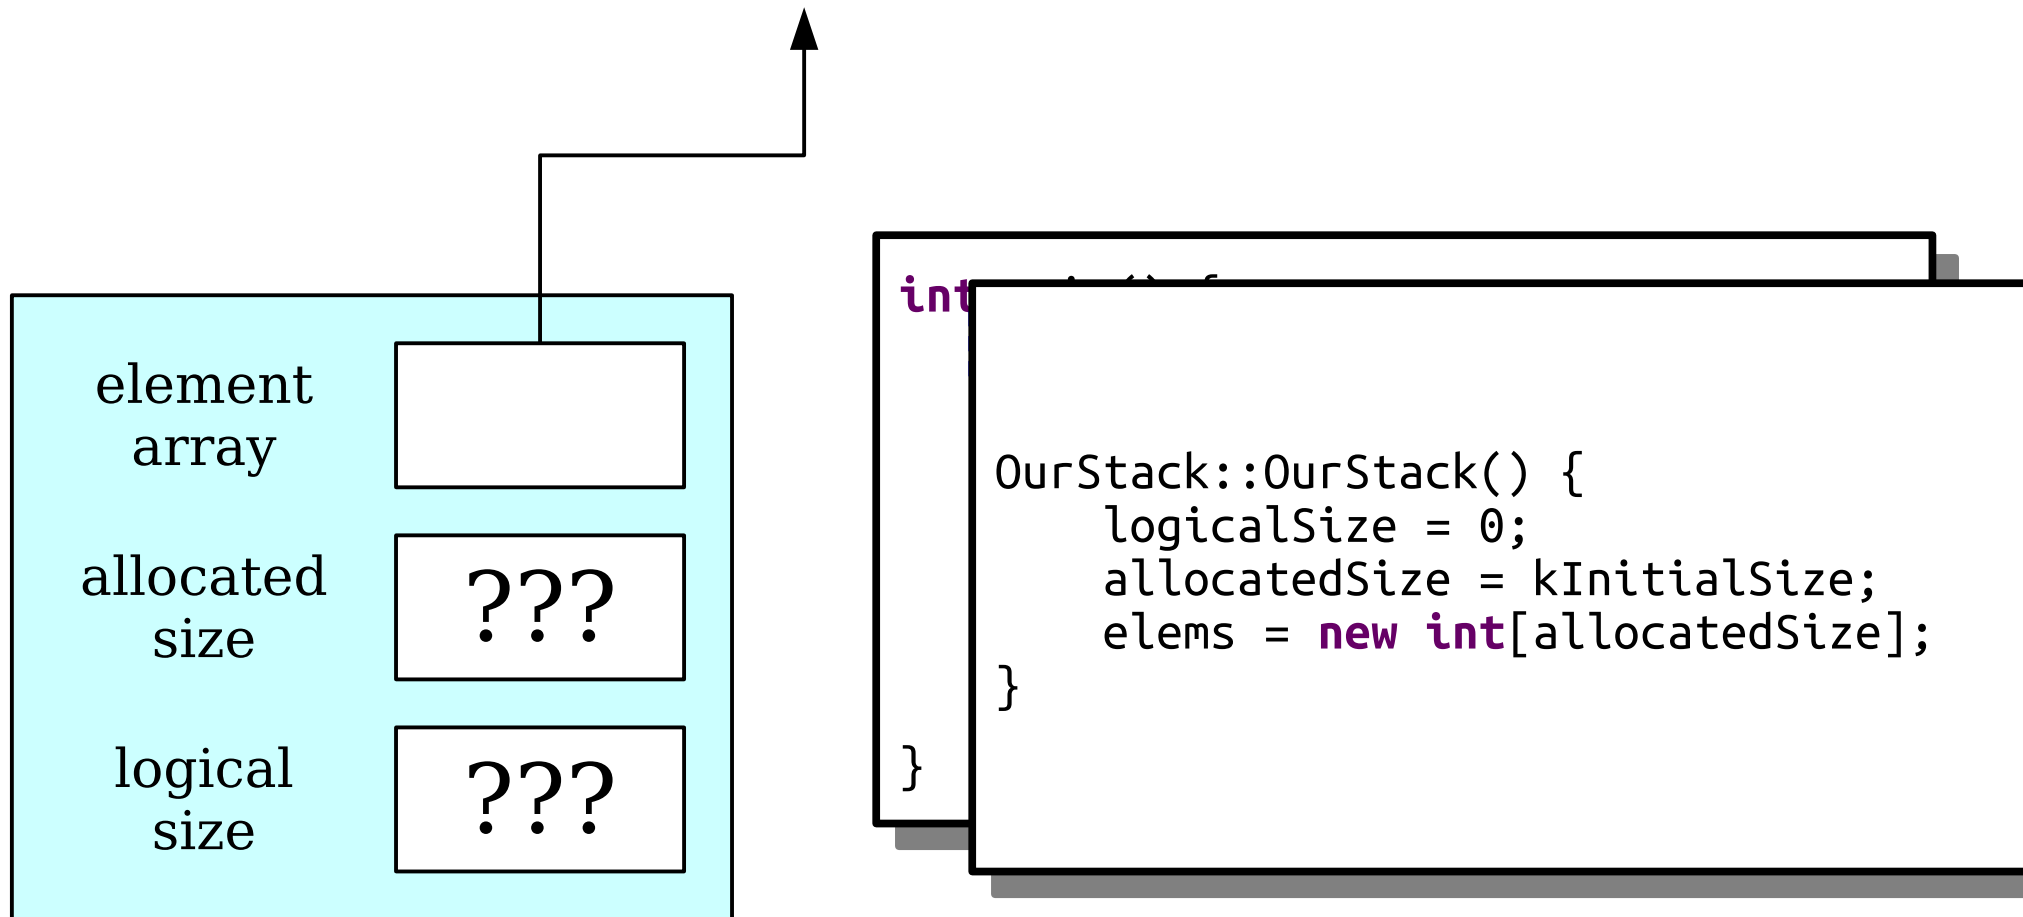 element
array
allocated
size
???
logical
size
???
int
}
OurStack::OurStack() {
    logicalSize = 0;
    allocatedSize = kInitialSize;
    elems = new int[allocatedSize];
}